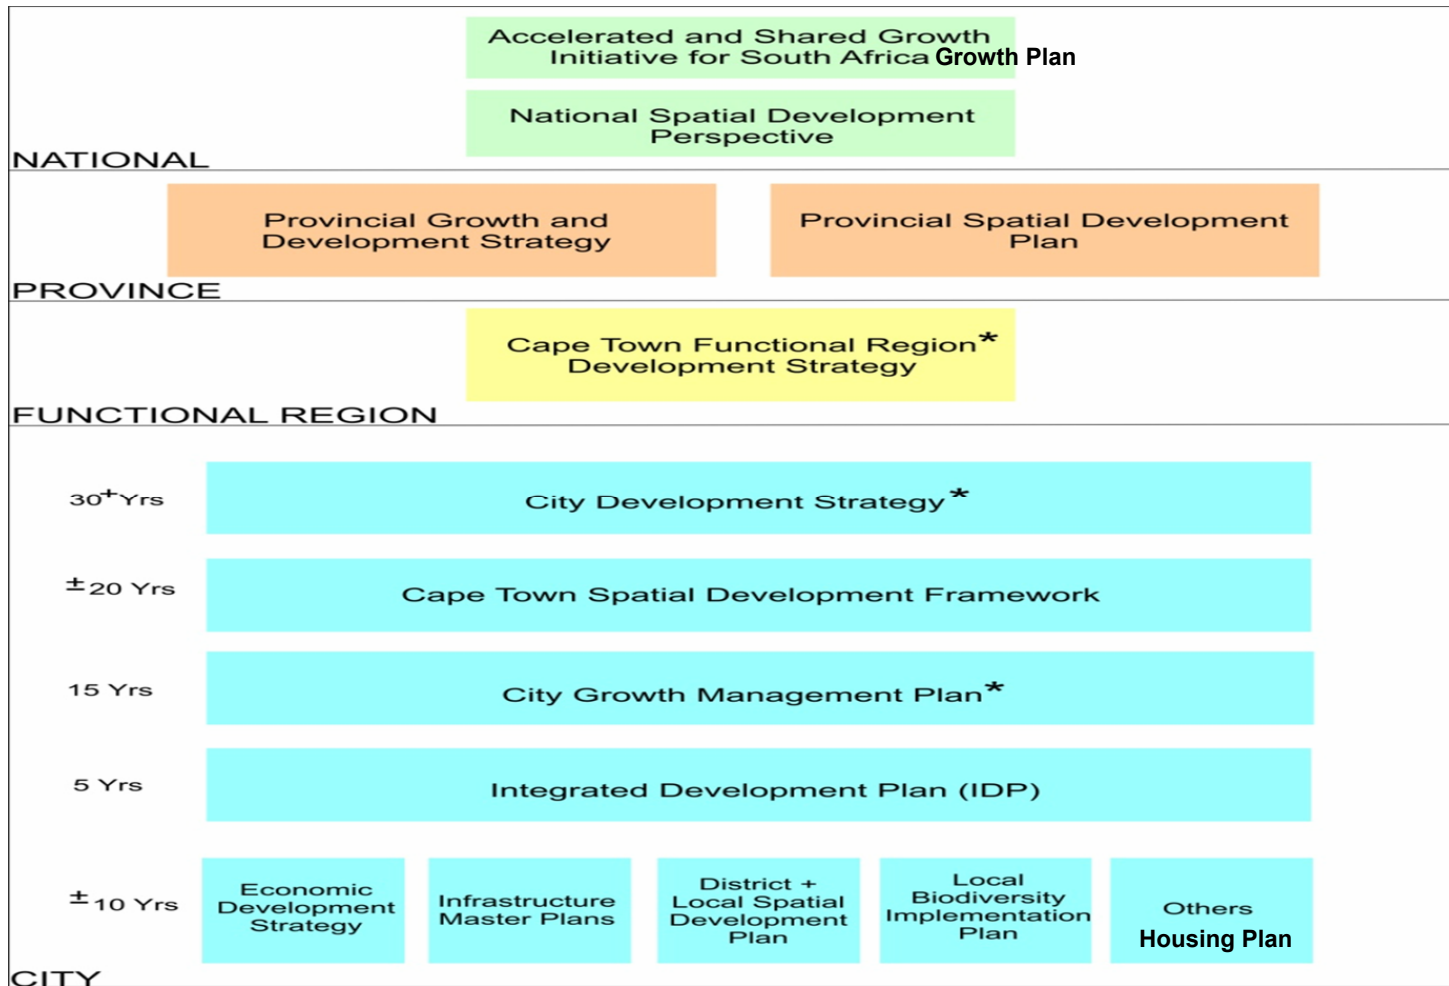 Accelerated and Shared Growth
Initiative for South Africa Growth Plan
National Spatial Development
Perspective
NATIONAL
Provincial Growth and
Development Strategy
Provincial Spatial Development
Plan
PROVINCE
Cape Town Functional Region*
Development Strategy
FUNCTIONAL REGION
30+Yrs
City Development Strategy*
±20 Yrs
Cape Town Spatial Development Framework
15 Yrs
City Growth Management Plan*
5 Yrs
Integrated Development Plan (IDP)
±10 Yrs
Economic
Development
Strategy
Infrastructure
Master Plans
District +
Local Spatial
Development
Plan
Local
Biodiversity
Implementation
Plan
Others
Housing Plan
CITY